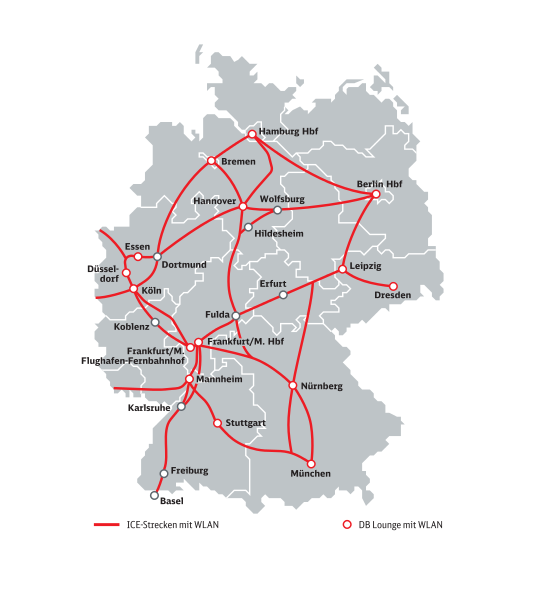 Hamburg Hbf
Bremen
Berlin Hbf
Hannover
Wolfsburg
Hildesheim
Essen
Dortmund
Düssel-
dorf
Leipzig
Köln
Erfurt
Dresden
Fulda
Koblenz
Frankfurt/M. Hbf
Frankfurt/M.
Flughafen-Fernbahnhof
Mannheim
Nürnberg
Karlsruhe
Stuttgart
Freiburg
München
Basel
ICE-Strecken mit WLAN
DB Lounge mit WLAN